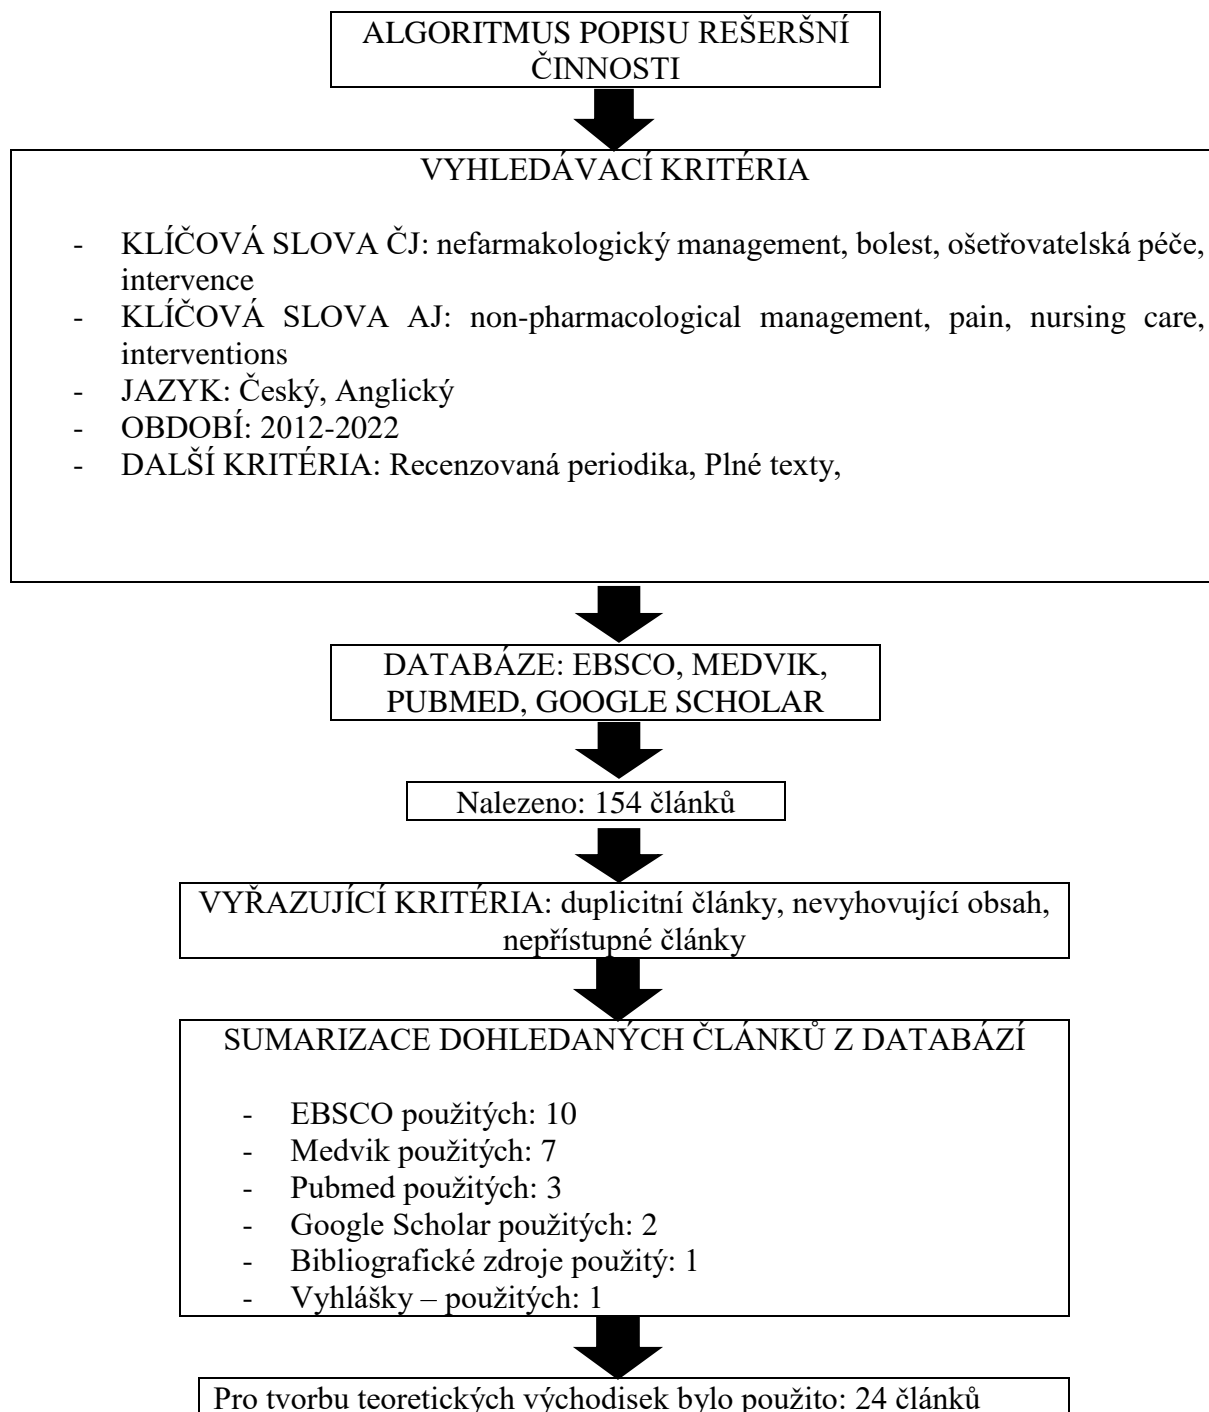 ALGORITMUS POPISU REŠERŠNÍ
ČINNOSTI
VYHLEDÁVACÍ KRITÉRIA
- KLÍČOVÁ SLOVA ČJ: nefarmakologický management, bolest, ošetřovatelská péče,
intervence
- KLÍČOVÁ SLOVA AJ: non-pharmacological management, pain, nursing care,
interventions
- JAZYK: Český, Anglický
- OBDOBÍ: 2012-2022
- DALŠÍ KRITÉRIA: Recenzovaná periodika, Plné texty,
DATABÁZE: EBSCO, MEDVIK,
PUBMED, GOOGLE SCHOLAR
Nalezeno: 154 článků
VYŘAZUJÍCÍ KRITÉRIA: duplicitní články, nevyhovující obsah,
nepřístupné články
SUMARIZACE DOHLEDANÝCH ČLÁNKŮ Z DATABÁZÍ
- EBSCO použitých: 10
- Medvik použitých: 7
- Pubmed použitých: 3
- Google Scholar použitých: 2
- Bibliografické zdroje použitý: 1
- Vyhlášky – použitých: 1
Pro tvorbu teoretických východisek bylo použito: 24 článků